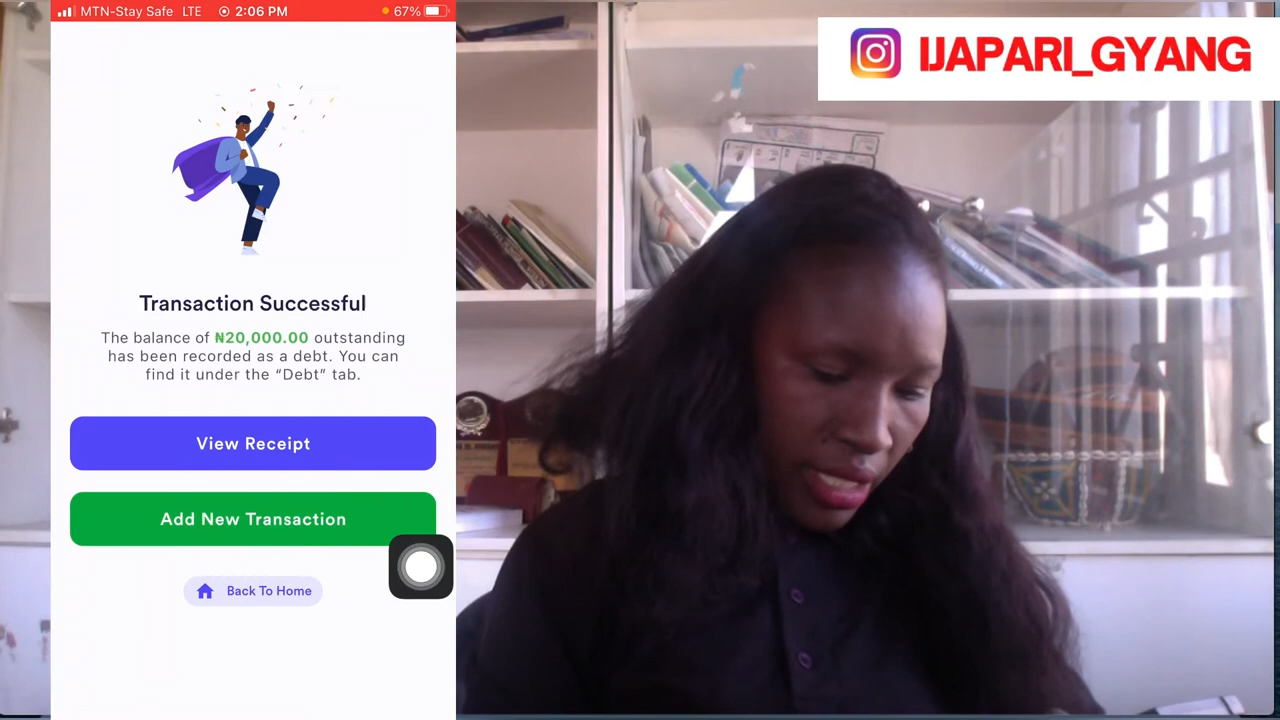 MTN-Stay Safe LTE 2:06 PM 67%
IJAPARI_GYANG
Transaction Successful
The balance of ₦20,000.00 outstanding
has been recorded as a debt. You can
find it under the “Debt” tab.
View Receipt
Add New Transaction
Back To Home